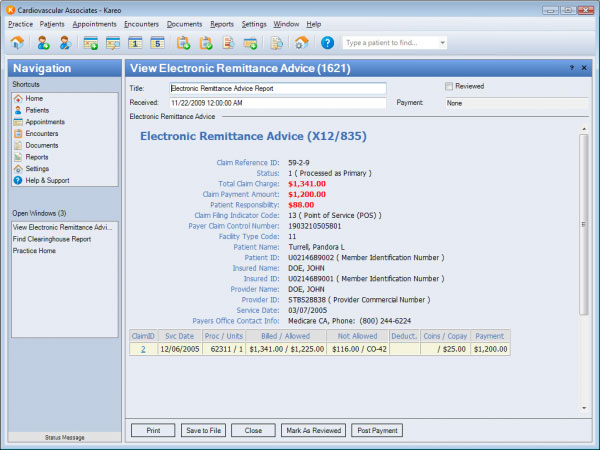 Cardiovascular Associates - Kareo
Practice Patients Appointments Encounters Documents Reports Settings Window Help
1 5 Type a patient to find...
Navigation
Shortcuts
Home
Patients
Appointments
Encounters
Documents
Reports
Settings
Help & Support
Open Windows (3)
View Electronic Remittance Advi...
Find Clearinghouse Report
Practice Home
Status Message
View Electronic Remittance Advice (1621) ? x
Title: Electronic Remittance Advice Report Reviewed
Received: 11/22/2009 12:00:00 AM Payment: None
Electronic Remittance Advice
Electronic Remittance Advice (X12/835)
Claim Reference ID: 59-2-9
Status: 1 ( Processed as Primary )
Total Claim Charge: $1,341.00
Claim Payment Amount: $1,200.00
Patient Responsibility: $88.00
Claim Filing Indicator Code: 13 ( Point of Service (POS) )
Payer Claim Control Number: 1903210505801
Facility Type Code: 11
Patient Name: Turrell, Pandora L
Patient ID: U0214689002 ( Member Identification Number )
Insured Name: DOE, JOHN
Insured ID: U0214689001 ( Member Identification Number )
Provider Name: DOE, JOHN
Provider ID: STBS28838 ( Provider Commercial Number )
Service Date: 03/07/2005
Payers Office Contact Info: Medicare CA, Phone: (800) 244-6224
ClaimID Svc Date Proc / Units Billed / Allowed Not Allowed Deduct. Coins / Copay Payment
2 12/06/2005 62311 / 1 $1,341.00 / $1,225.00 $116.00 / CO-42 / $25.00 $1,200.00
Print Save to File Close Mark As Reviewed Post Payment